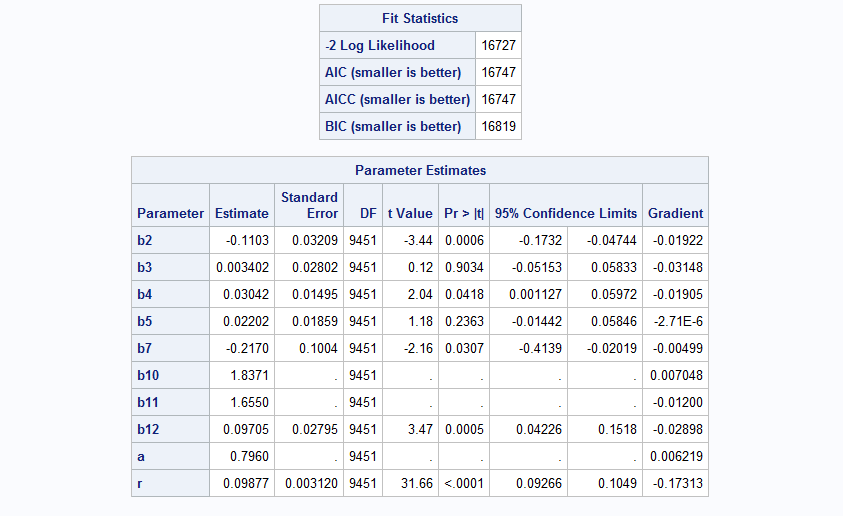 Fit Statistics
-2 Log Likelihood 16727
AIC (smaller is better) 16747
AICC (smaller is better) 16747
BIC (smaller is better) 16819
Parameter Estimates
Parameter Estimate Standard Error DF t Value Pr > |t| 95% Confidence Limits Gradient
b2 -0.1103 0.03209 9451 -3.44 0.0006 -0.1732 -0.04744 -0.01922
b3 0.003402 0.02802 9451 0.12 0.9034 -0.05153 0.05833 -0.03148
b4 0.03042 0.01495 9451 2.04 0.0418 0.001127 0.05972 -0.01905
b5 0.02202 0.01859 9451 1.18 0.2363 -0.01442 0.05846 -2.71E-6
b7 -0.2170 0.1004 9451 -2.16 0.0307 -0.4139 -0.02019 -0.00499
b10 1.8371 . 9451 . . . . 0.007048
b11 1.6550 . 9451 . . . . -0.01200
b12 0.09705 0.02795 9451 3.47 0.0005 0.04226 0.1518 -0.02898
a 0.7960 . 9451 . . . . 0.006219
r 0.09877 0.003120 9451 31.66 <.0001 0.09266 0.1049 -0.17313